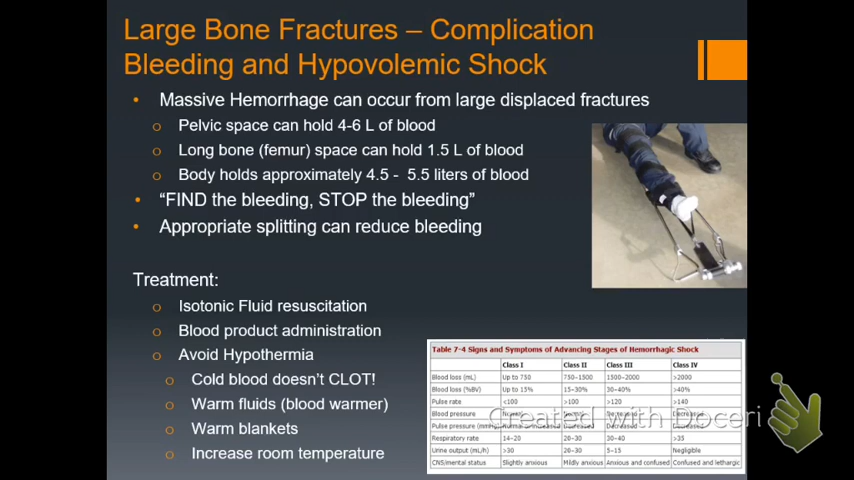 Large Bone Fractures – Complication
Bleeding and Hypovolemic Shock
• Massive Hemorrhage can occur from large displaced fractures
o Pelvic space can hold 4-6 L of blood
o Long bone (femur) space can hold 1.5 L of blood
o Body holds approximately 4.5 - 5.5 liters of blood
• “FIND the bleeding, STOP the bleeding”
• Appropriate splitting can reduce bleeding
Treatment:
o Isotonic Fluid resuscitation
o Blood product administration
o Avoid Hypothermia
o Cold blood doesn’t CLOT!
o Warm fluids (blood warmer)
o Warm blankets
o Increase room temperature
Table 7-4 Signs and Symptoms of Advancing Stages of Hemorrhagic Shock
Class I Class II Class III Class IV
Blood loss (mL) Up to 750 750–1500 1500–2000 >2000
Blood loss (%BV) Up to 15% 15–30% 30–40% >40%
Pulse rate <100 >100 >120 >140
Blood pressure
Pulse pressure (mmHg)
Respiratory rate 14–20 20–30 30–40 >35
Urine output (mL/h) >30 20–30 5–15 Negligible
CNS/mental status Slightly anxious Mildly anxious Anxious and confused Confused and lethargic
Created with Doceri